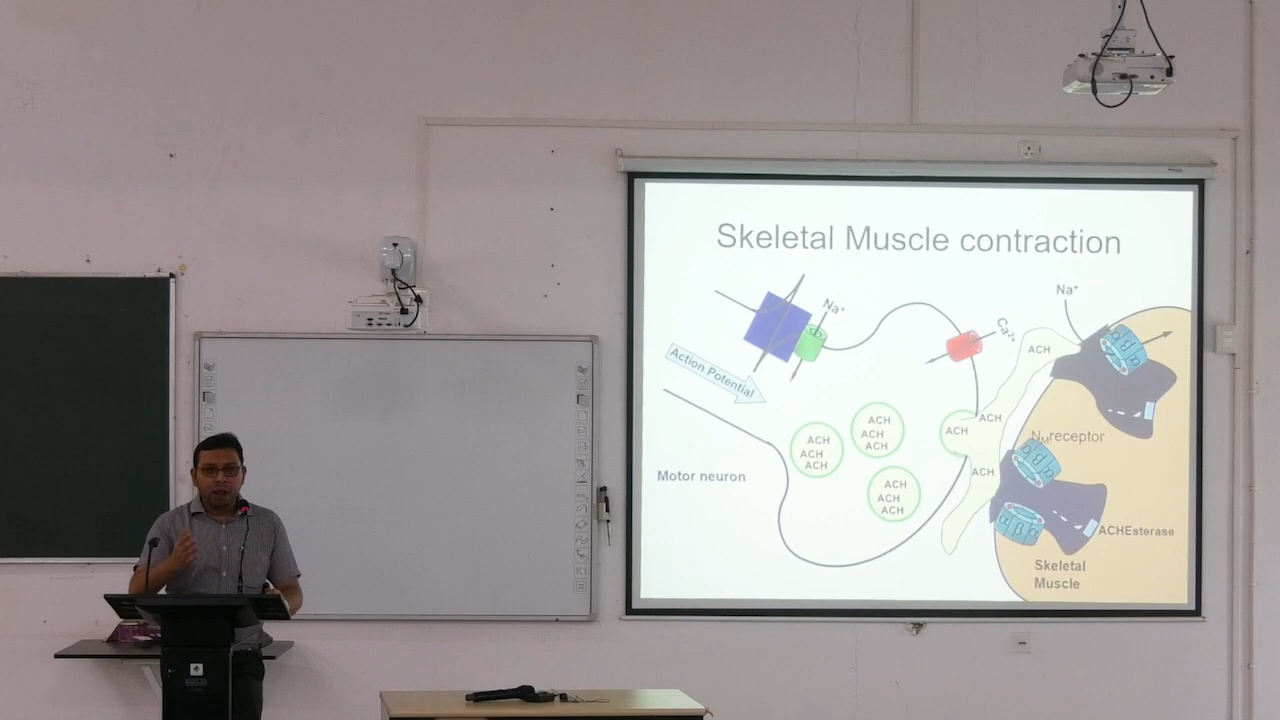 Skeletal Muscle contraction
Na⁺
Na⁺
Ca²⁺
Action Potential
ACH
ACH
ACH
ACH
ACH
ACH
ACH
ACH
ACH
ACH
ACH
ACH
ACH
α β α
N_M receptor
α β α
Motor neuron
α β α
ACHEsterase
Skeletal
Muscle